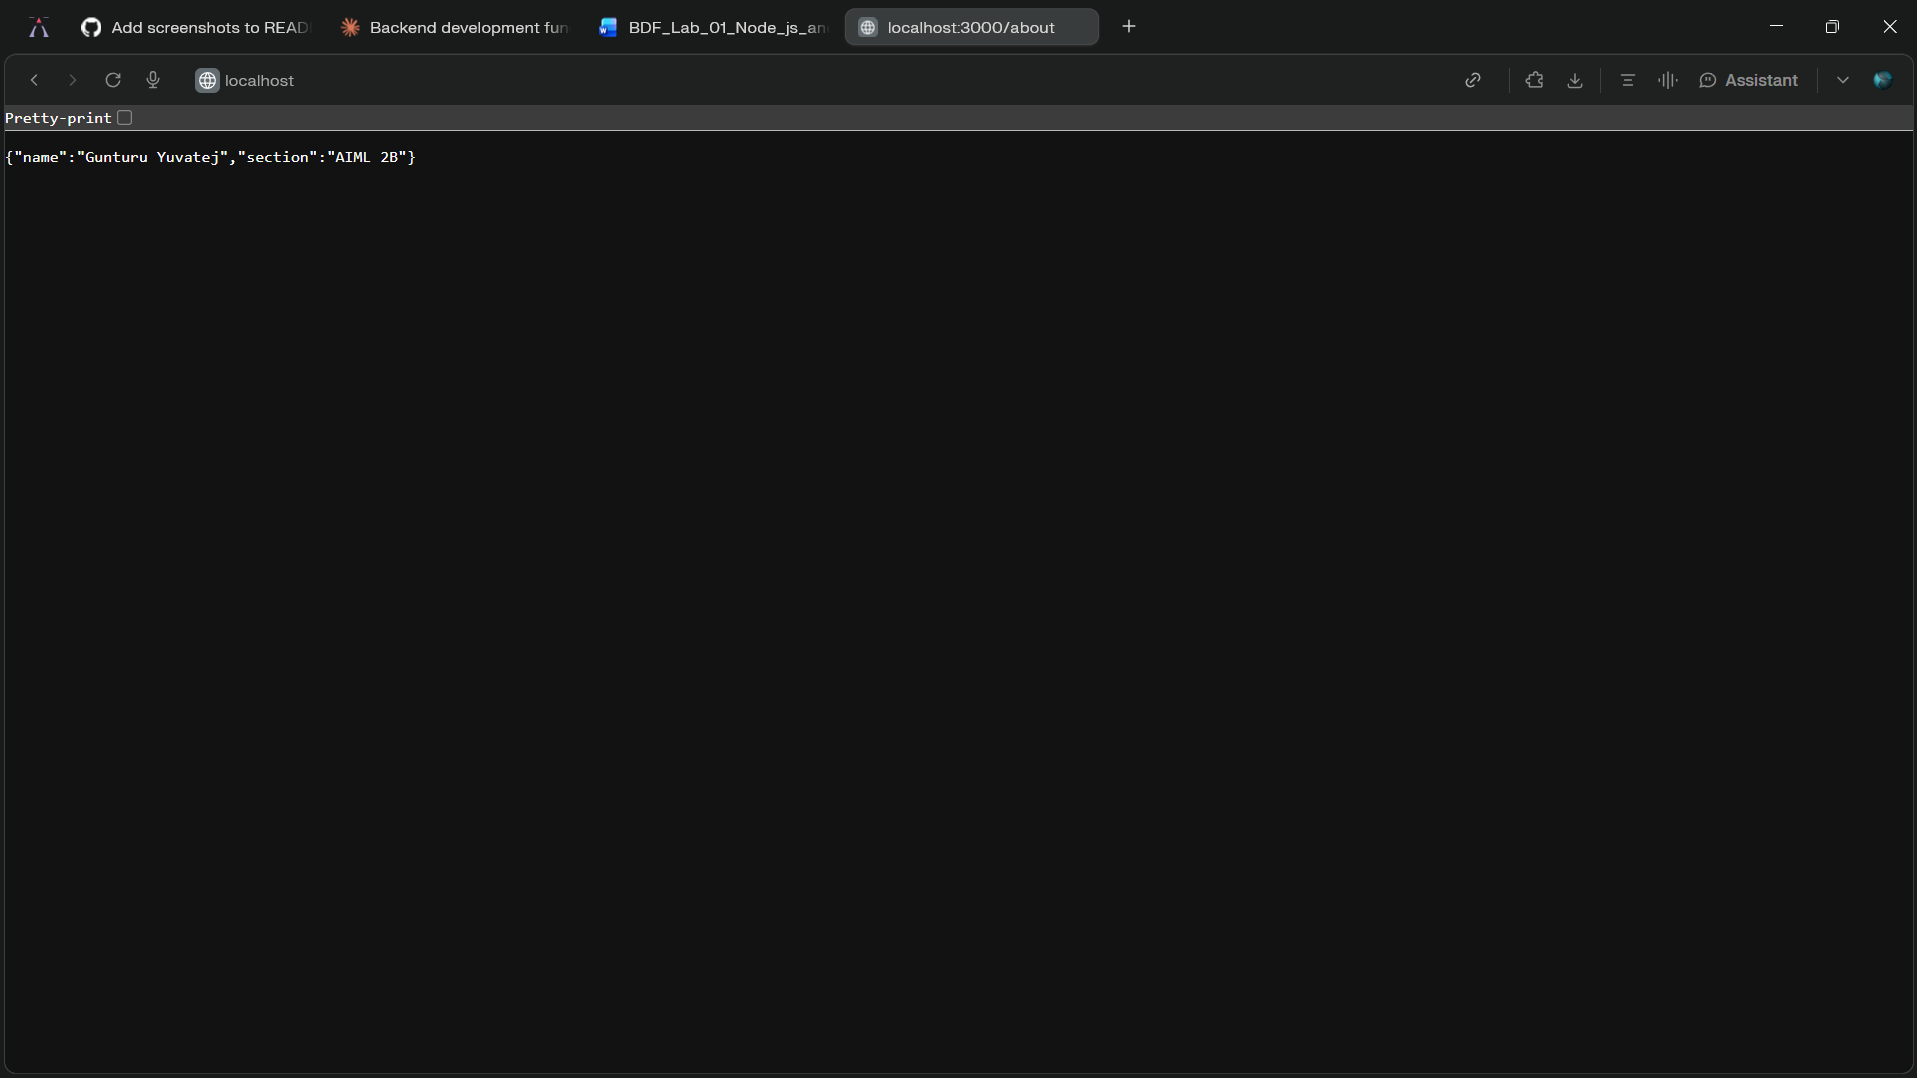 Add screenshots to READ
Backend development fun
BDF_Lab_01_Node_js_an
localhost:3000/about
localhost
Assistant
Pretty-print
{"name":"Gunturu Yuvatej","section":"AIML 2B"}